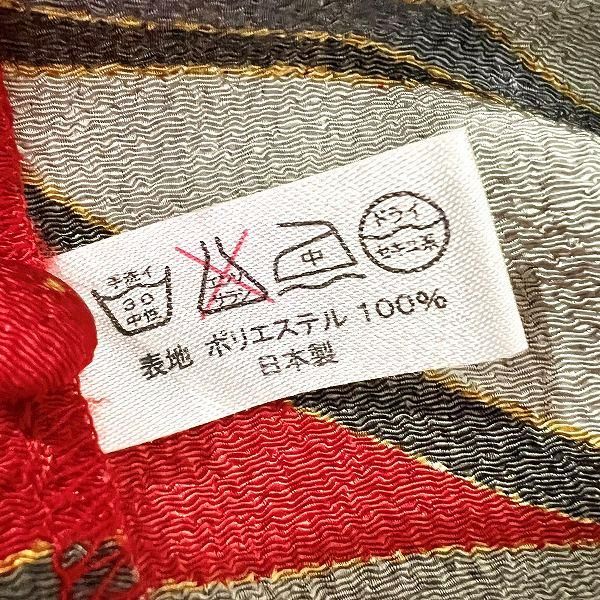 手洗イ
30
中性
エンソ
サラシ
中
ドライ
セキユ系
表地 ポリエステル 100%
日本製